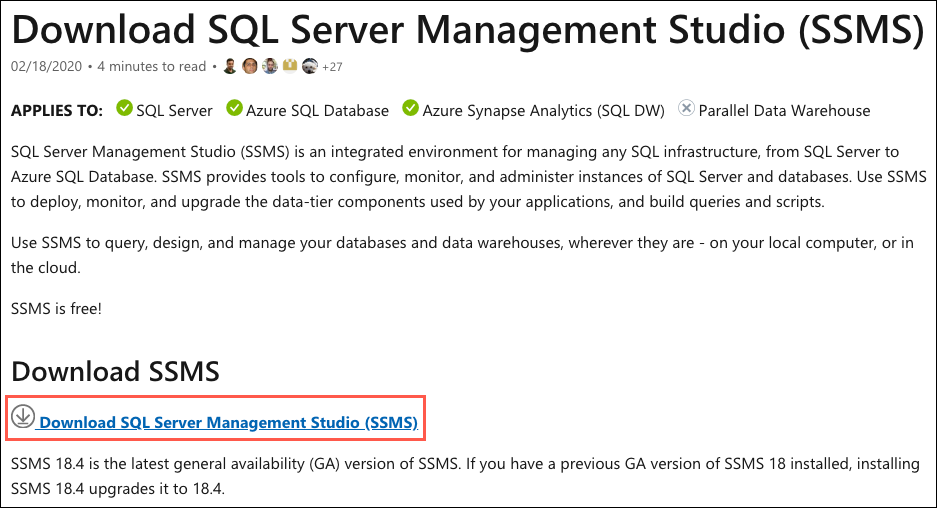 Download SQL Server Management Studio (SSMS)
02/18/2020 • 4 minutes to read • +27
APPLIES TO: SQL Server Azure SQL Database Azure Synapse Analytics (SQL DW) Parallel Data Warehouse
SQL Server Management Studio (SSMS) is an integrated environment for managing any SQL infrastructure, from SQL Server to
Azure SQL Database. SSMS provides tools to configure, monitor, and administer instances of SQL Server and databases. Use SSMS
to deploy, monitor, and upgrade the data-tier components used by your applications, and build queries and scripts.
Use SSMS to query, design, and manage your databases and data warehouses, wherever they are - on your local computer, or in
the cloud.
SSMS is free!
Download SSMS
Download SQL Server Management Studio (SSMS)
SSMS 18.4 is the latest general availability (GA) version of SSMS. If you have a previous GA version of SSMS 18 installed, installing
SSMS 18.4 upgrades it to 18.4.